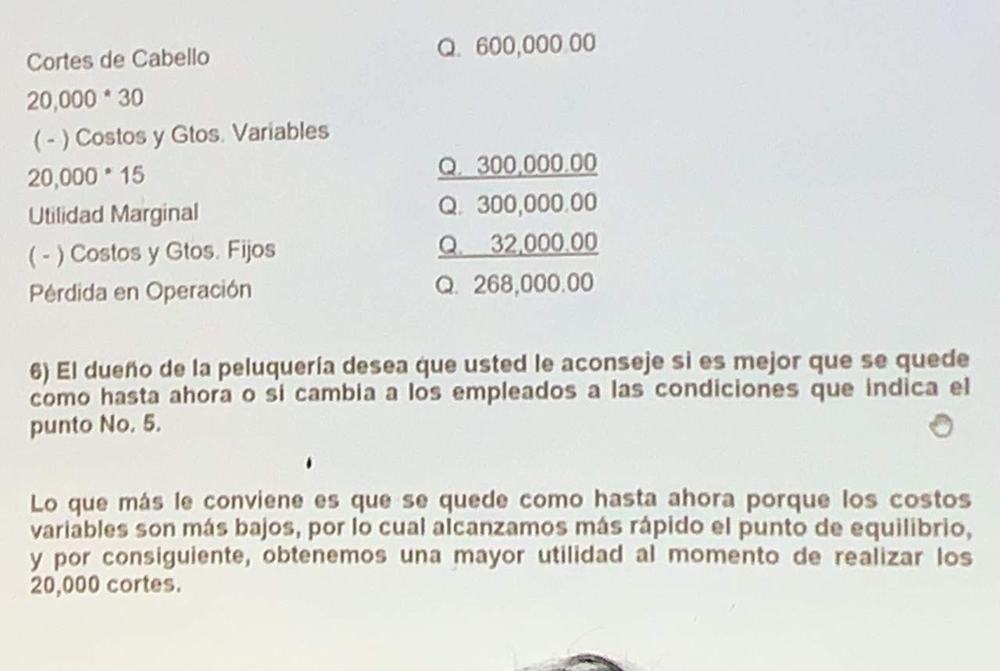 Cortes de Cabello Q. 600,000.00
20,000 * 30
( - ) Costos y Gtos. Variables
20,000 * 15 Q. 300,000.00
Utilidad Marginal Q. 300,000.00
( - ) Costos y Gtos. Fijos Q. 32,000.00
Pérdida en Operación Q. 268,000.00
6) El dueño de la peluquería desea que usted le aconseje si es mejor que se quede
como hasta ahora o si cambia a los empleados a las condiciones que indica el
punto No. 5.
Lo que más le conviene es que se quede como hasta ahora porque los costos
variables son más bajos, por lo cual alcanzamos más rápido el punto de equilibrio,
y por consiguiente, obtenemos una mayor utilidad al momento de realizar los
20,000 cortes.